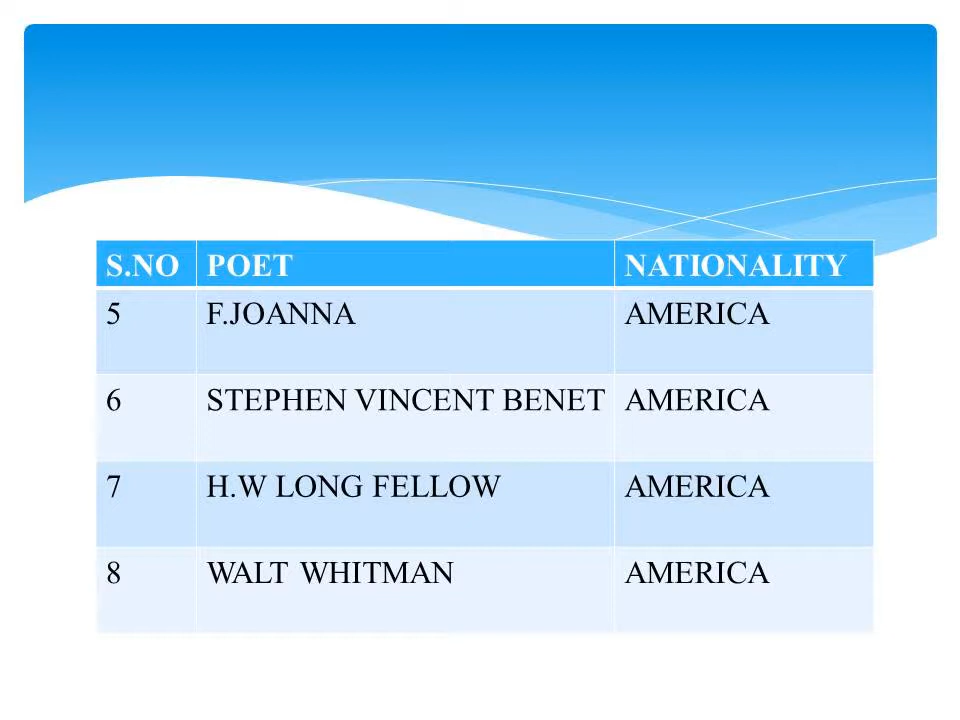 S.NO POET NATIONALITY
5 F.JOANNA AMERICA
6 STEPHEN VINCENT BENET AMERICA
7 H.W LONG FELLOW AMERICA
8 WALT WHITMAN AMERICA